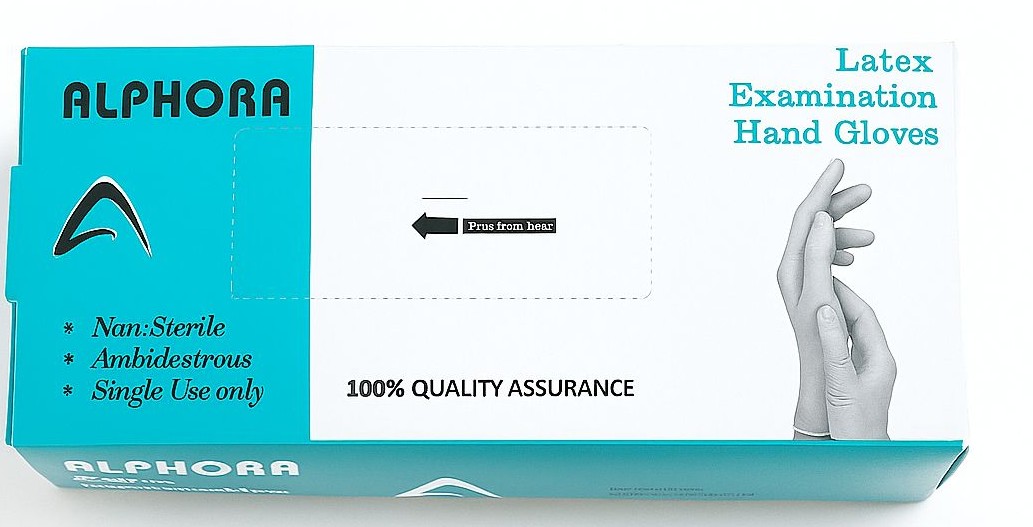 ALPHORA
Latex
Examination
Hand Gloves
Prus from hear
* Nan:Sterile
* Ambidestrous
* Single Use only
100% QUALITY ASSURANCE
ALPHORA